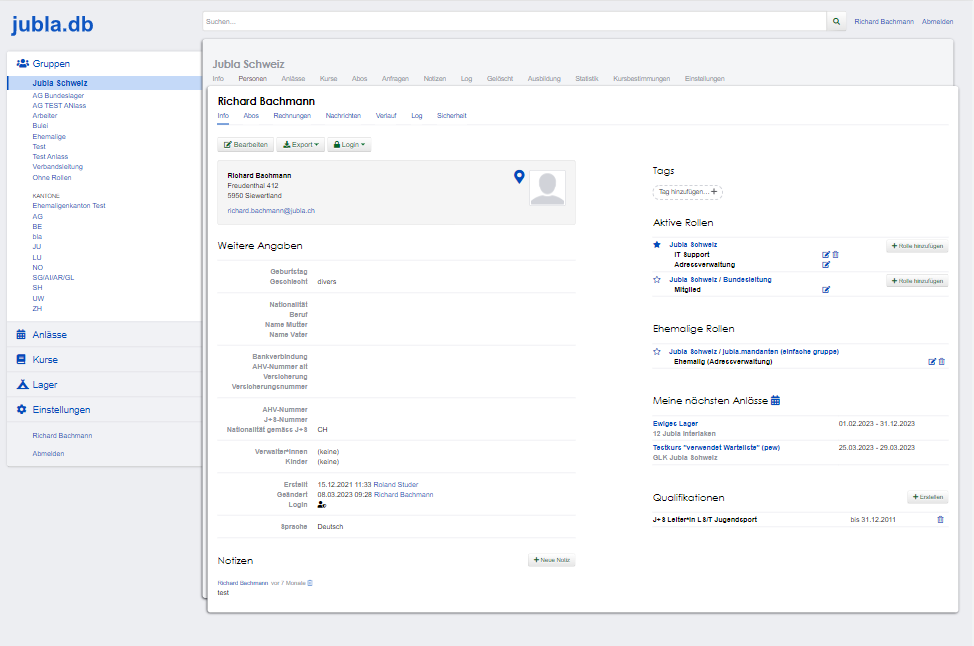 jubla.db
Suchen...
Richard Bachmann
Abmelden
Gruppen
Jubla Schweiz
AG Bundeslager
AG TEST ANlass
Arbeiter
Bulei
Ehemalige
Test
Test Anlass
Verbandsleitung
Ohne Rollen
KANTONE
Ehemaligenkanton Test
AG
BE
bla
JU
LU
NO
SG/AI/AR/GL
SH
UW
ZH
Anlässe
Kurse
Lager
Einstellungen
Richard Bachmann
Abmelden
Jubla Schweiz
Info Personen Anlässe Kurse Abos Anfragen Notizen Log Gelöscht Ausbildung Statistik Kursbestimmungen Einstellungen
Richard Bachmann
Info Abos Rechnungen Nachrichten Verlauf Log Sicherheit
Bearbeiten Export Login
Richard Bachmann
Freudenthal 412
5950 Siewertland
richard.bachmann@jubla.ch
Weitere Angaben
Geburtstag
Geschlecht divers
Nationalität
Beruf
Name Mutter
Name Vater
Bankverbindung
AHV-Nummer alt
Versicherung
Versicherungsnummer
AHV-Nummer
J+S-Nummer
Nationalität gemäss J+S CH
Verwalter*innen (keine)
Kinder (keine)
Erstellt 15.12.2021 11:33 Roland Studer
Geändert 08.03.2023 09:28 Richard Bachmann
Login
Sprache Deutsch
Notizen
+ Neue Notiz
Richard Bachmann vor 7 Monate
test
Tags
Tag hinzufügen... +
Aktive Rollen
Jubla Schweiz
+ Rolle hinzufügen
IT Support
Adressverwaltung
Jubla Schweiz / Bundesleitung
+ Rolle hinzufügen
Mitglied
Ehemalige Rollen
Jubla Schweiz / jubla.mandanten (einfache gruppe)
Ehemalig (Adressverwaltung)
Meine nächsten Anlässe
Ewiges Lager 01.02.2023 - 31.12.2023
12 Jubla Interlaken
Testkurs "verwendet Warteliste" (pew) 25.03.2023 - 29.03.2023
GLK Jubla Schweiz
Qualifikationen
+ Erstellen
J+S Leiter*in LS/T Jugendsport bis 31.12.2011